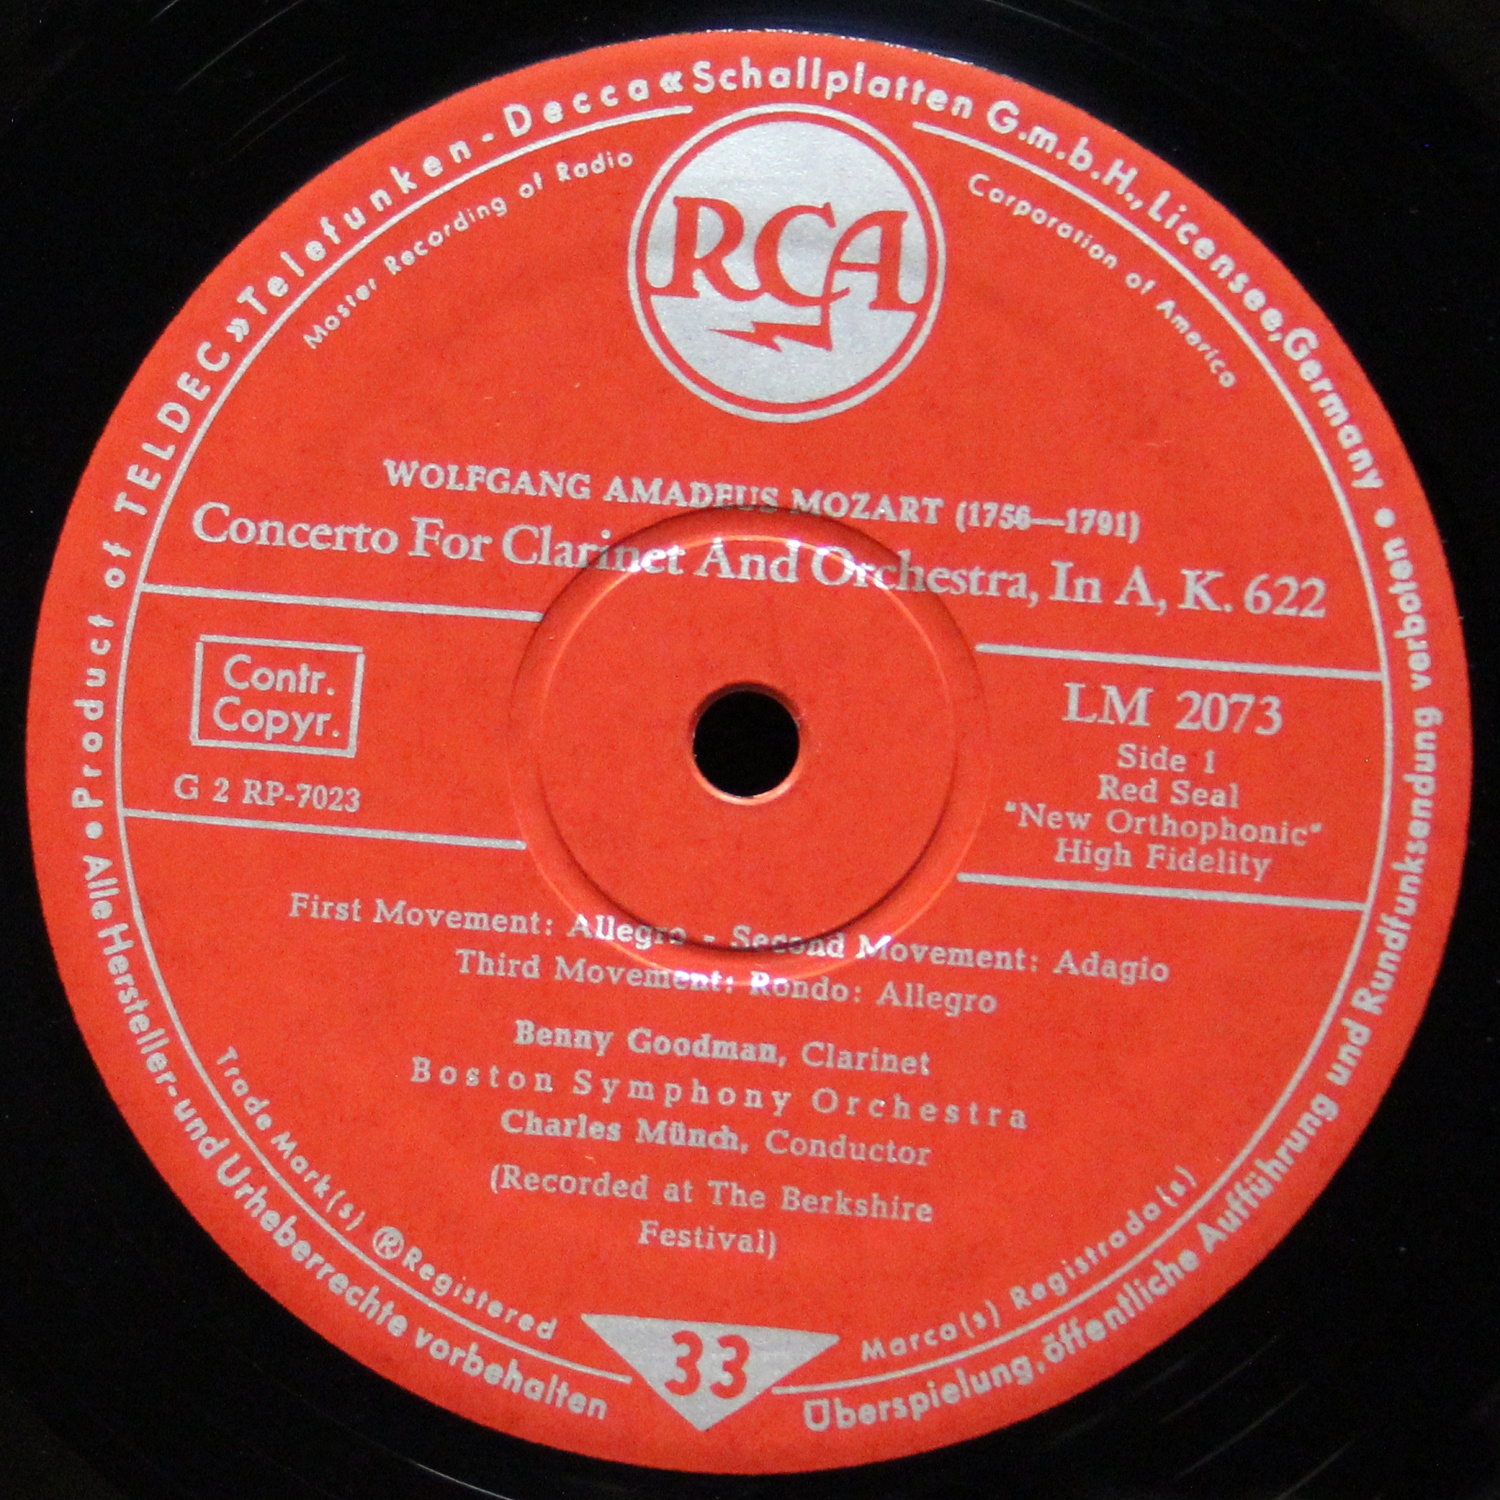 Product of TELDEC »Telefunken - Decca« Schallplatten G.m.b.H., Licensee, Germany
Master Recording of Radio Corporation of America
RCA
WOLFGANG AMADEUS MOZART (1756—1791)
Concerto For Clarinet And Orchestra, In A, K. 622
Contr.
Copyr.
G 2 RP-7023
LM 2073
Side 1
Red Seal
"New Orthophonic"
High Fidelity
First Movement: Allegro - Second Movement: Adagio
Third Movement: Rondo: Allegro
Benny Goodman, Clarinet
Boston Symphony Orchestra
Charles Münch, Conductor
(Recorded at The Berkshire
Festival)
Trade Mark(s) ® Registered
Marca(s) Registrada(s)
33
• Alle Hersteller- und Urheberrechte vorbehalten
Überspielung, öffentliche Aufführung und Rundfunksendung verboten •